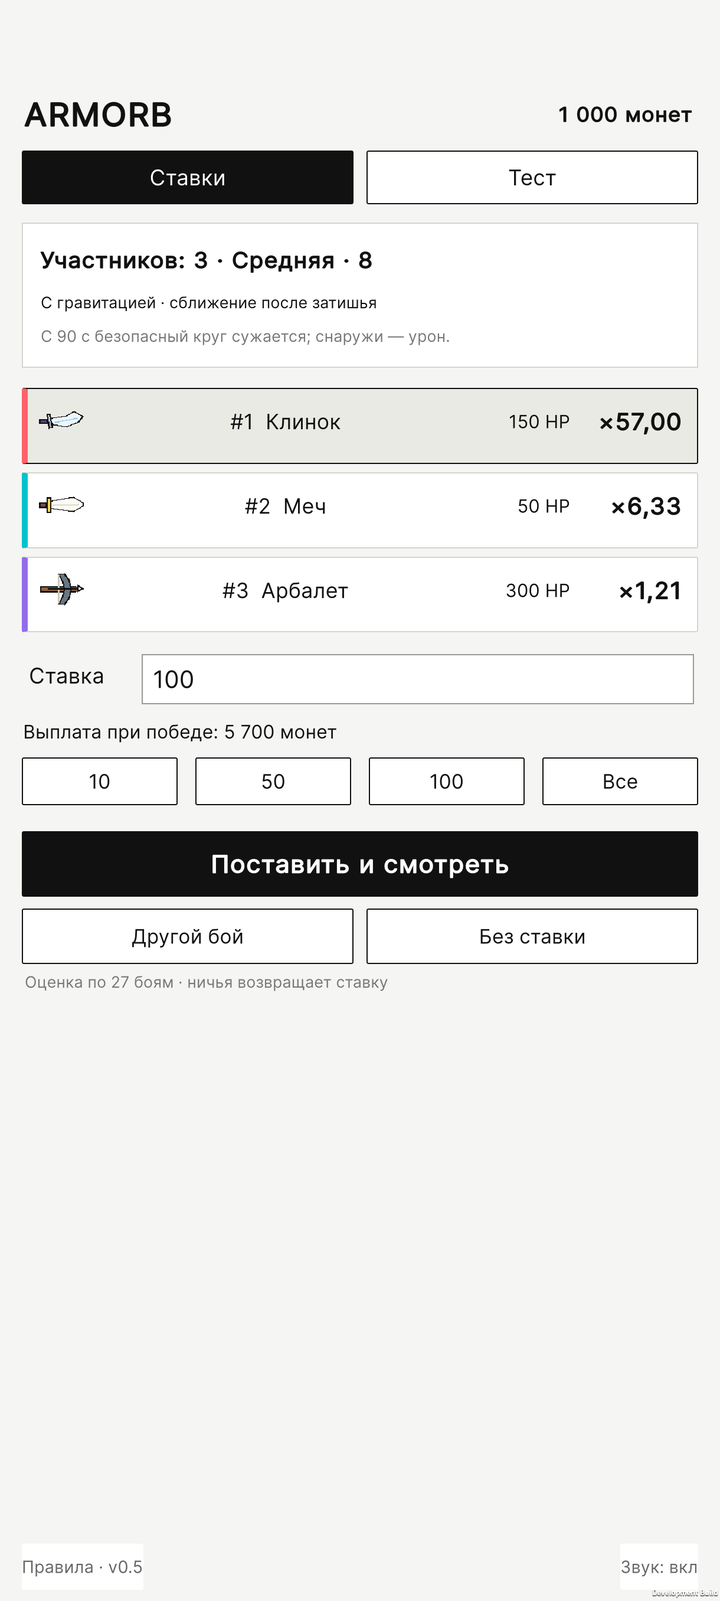 ARMORB
1 000 монет
Ставки
Тест
Участников: 3 · Средняя · 8
С гравитацией · сближение после затишья
С 90 с безопасный круг сужается; снаружи — урон.
#1 Клинок 150 HP ×57,00
#2 Меч 50 HP ×6,33
#3 Арбалет 300 HP ×1,21
Ставка 100
Выплата при победе: 5 700 монет
10 50 100 Все
Поставить и смотреть
Другой бой
Без ставки
Оценка по 27 боям · ничья возвращает ставку
Правила · v0.5
Звук: вкл
Development Build